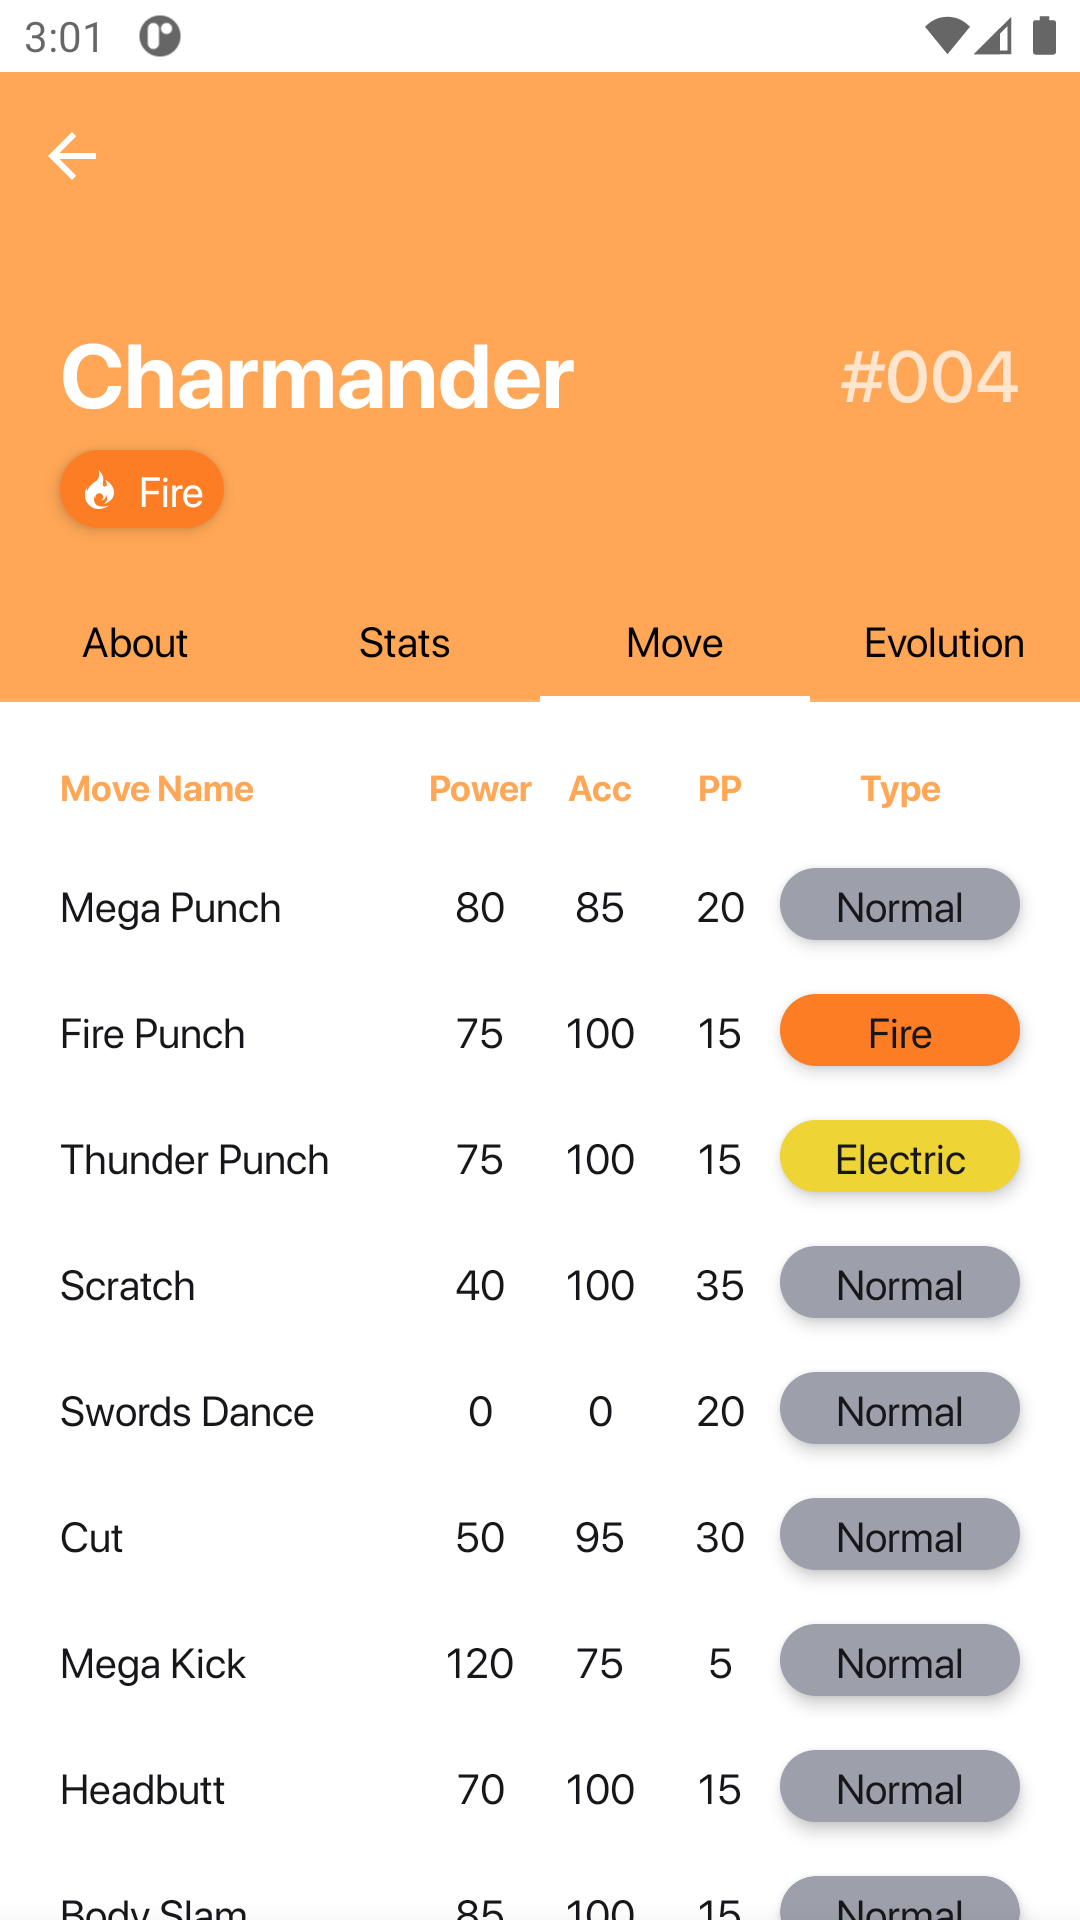 3:01
Charmander #004
Fire
About Stats Move Evolution
Move Name Power Acc PP Type
Mega Punch 80 85 20 Normal
Fire Punch 75 100 15 Fire
Thunder Punch 75 100 15 Electric
Scratch 40 100 35 Normal
Swords Dance 0 0 20 Normal
Cut 50 95 30 Normal
Mega Kick 120 75 5 Normal
Headbutt 70 100 15 Normal
Body Slam 85 100 15 Normal